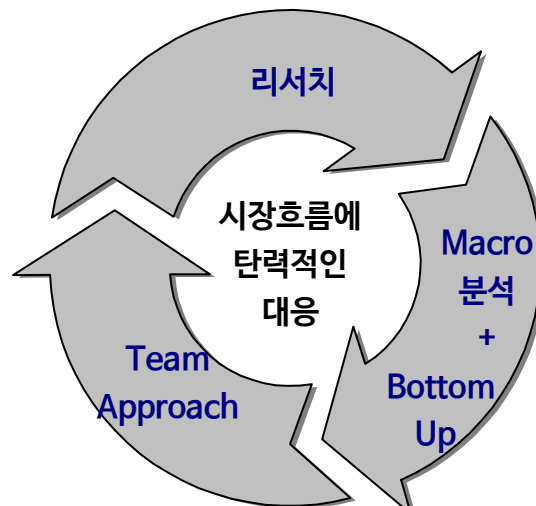 리서치
시장흐름에
탄력적인
대응
Macro
분석
+
Bottom
Up
Team
Approach